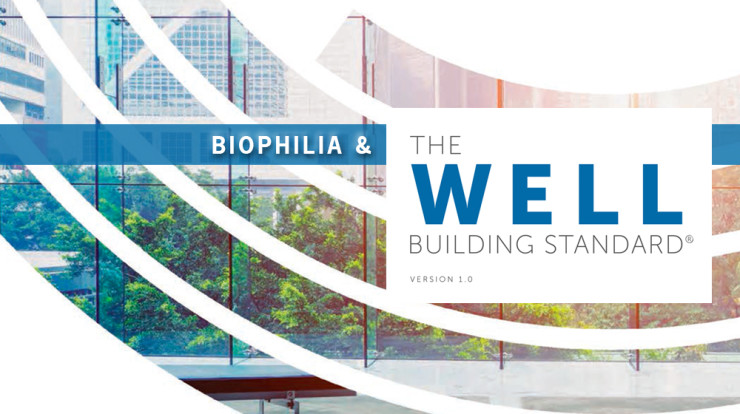 BIOPHILIA &
THE
WELL
BUILDING STANDARD®
VERSION 1.0